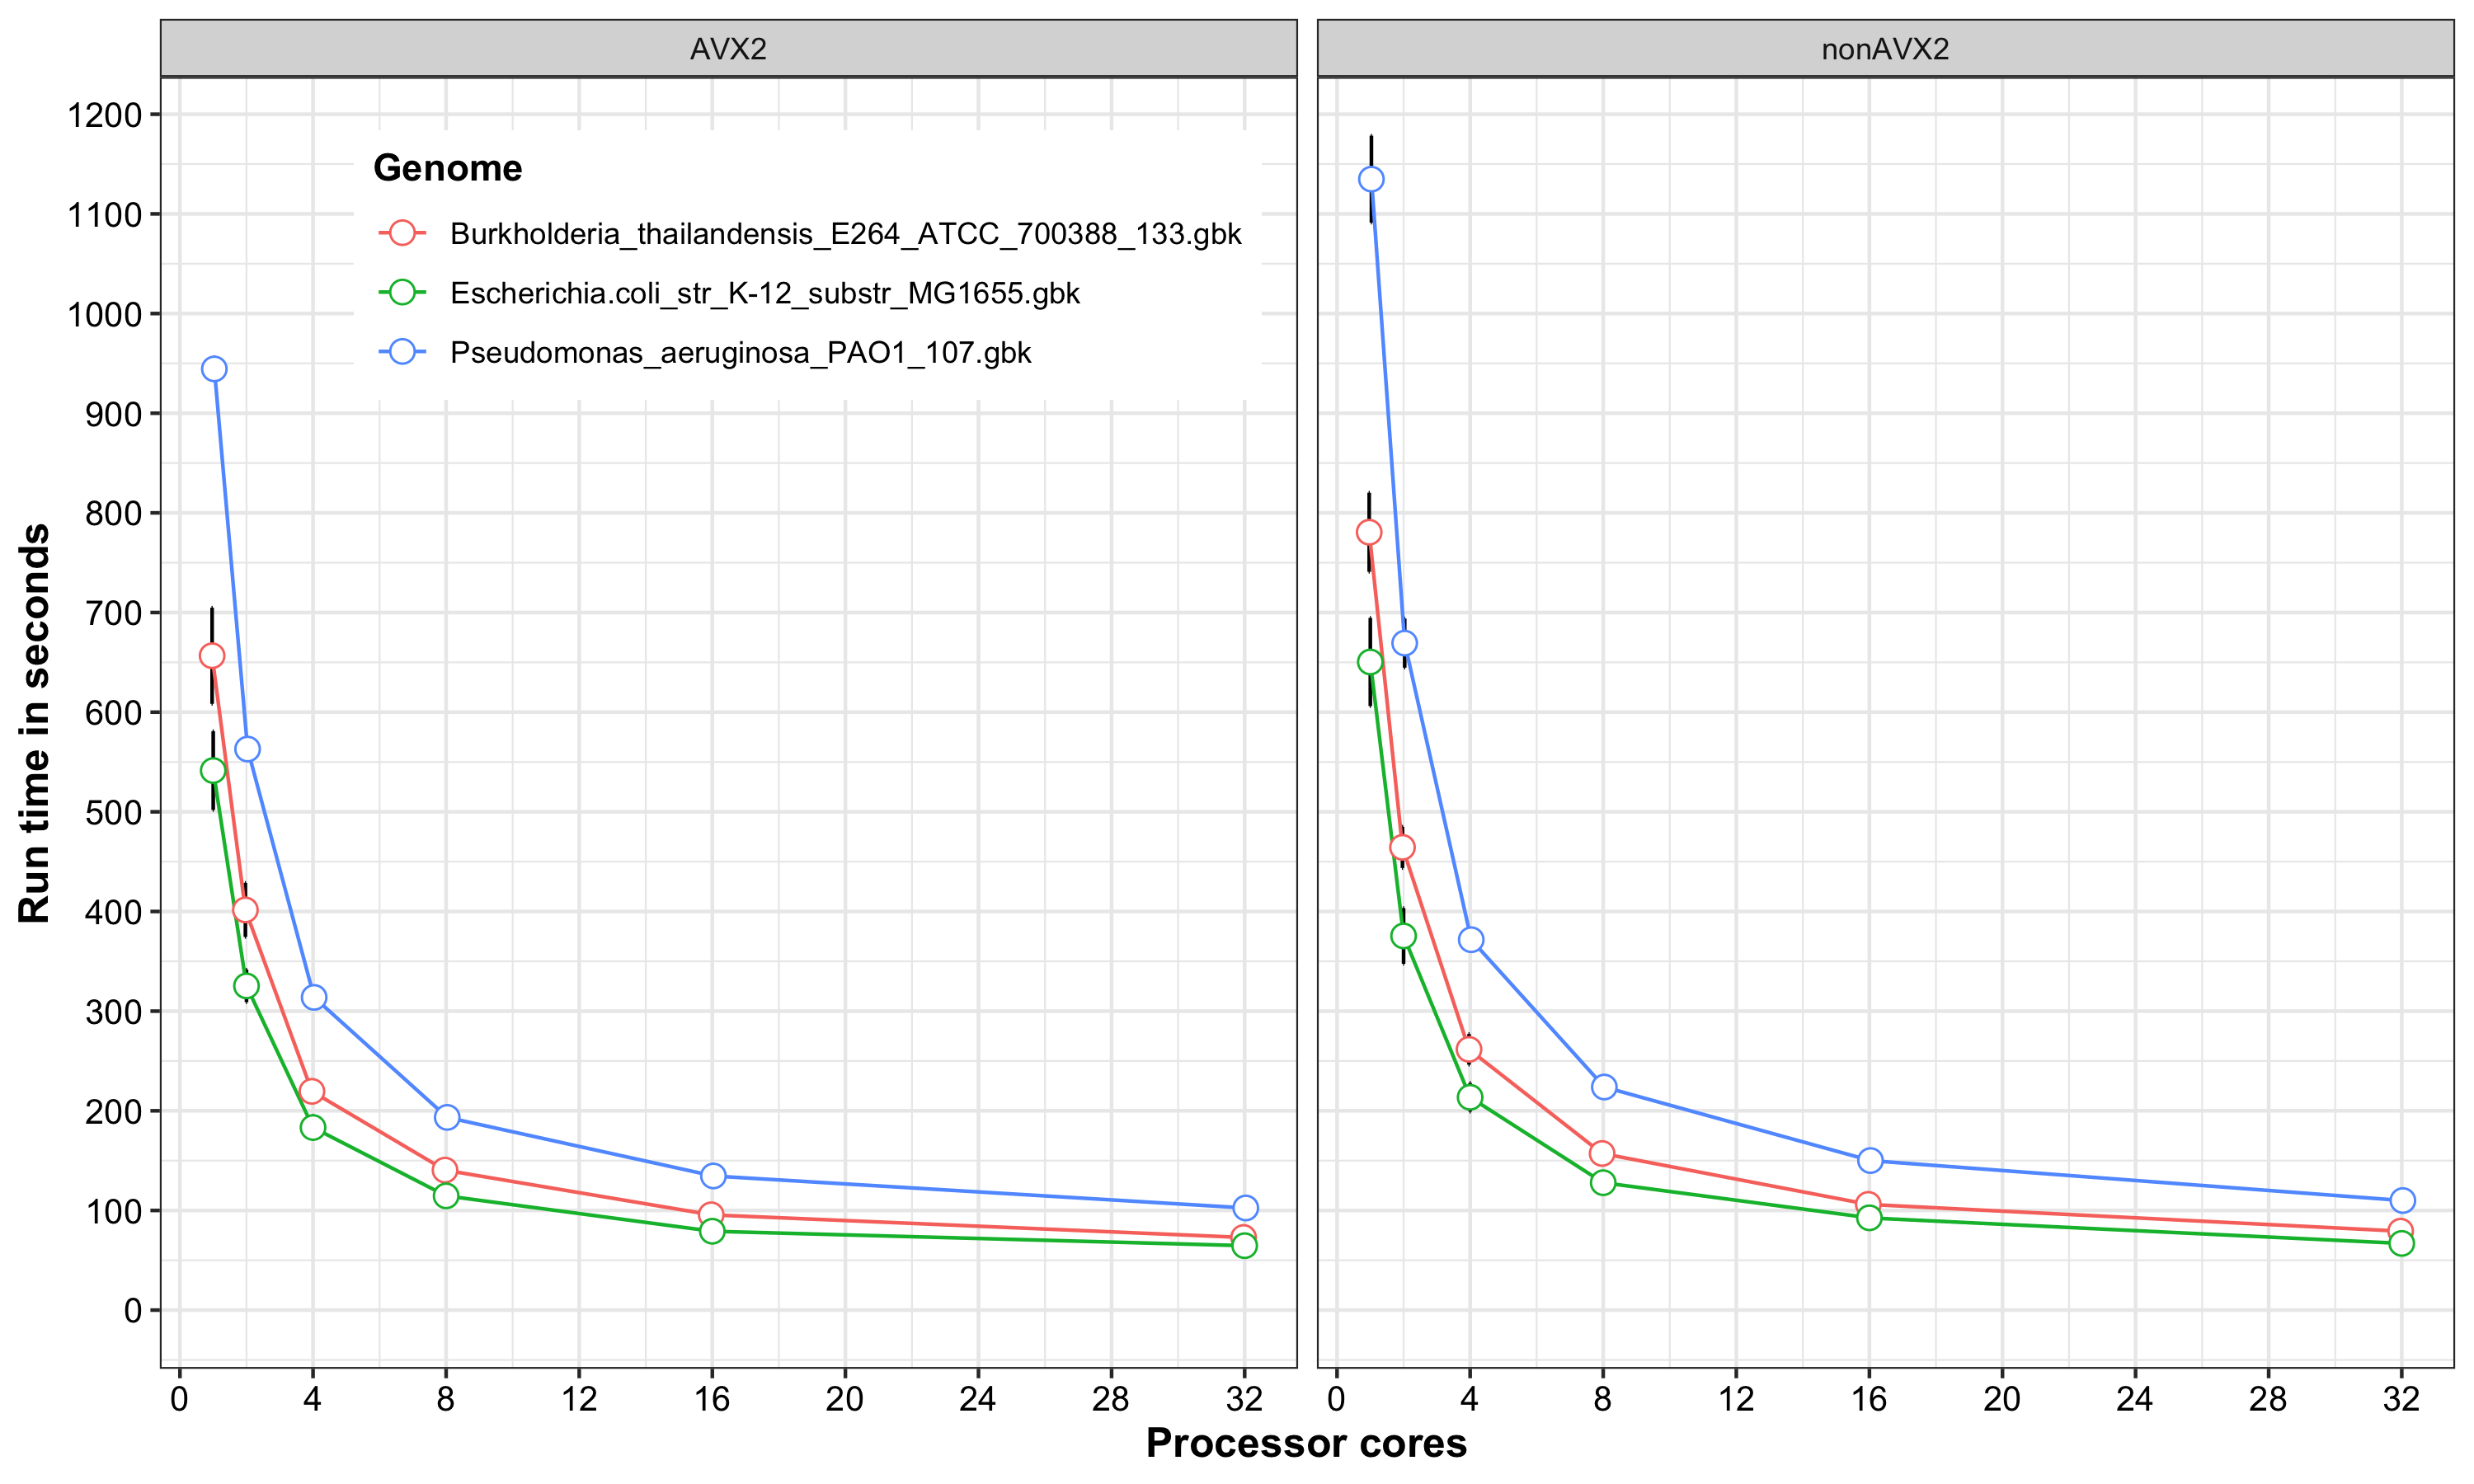 AVX2
nonAVX2
Run time in seconds
1200
1100
1000
900
800
700
600
500
400
300
200
100
0
Genome
Burkholderia_thailandensis_E264_ATCC_700388_133.gbk
Escherichia.coli_str_K-12_substr_MG1655.gbk
Pseudomonas_aeruginosa_PAO1_107.gbk
0 4 8 12 16 20 24 28 32
0 4 8 12 16 20 24 28 32
Processor cores